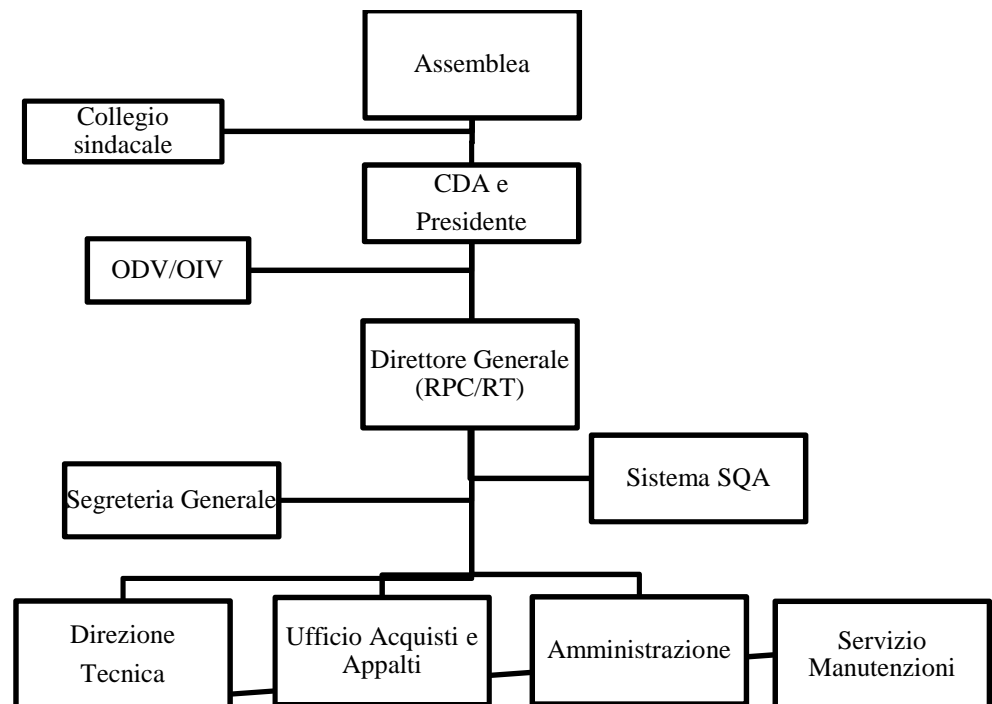 Assemblea
Collegio
sindacale
CDA e
Presidente
ODV/OIV
Direttore Generale
(RPC/RT)
Sistema SQA
Segreteria Generale
Direzione
Tecnica
Ufficio Acquisti e
Appalti
Amministrazione
Servizio
Manutenzioni